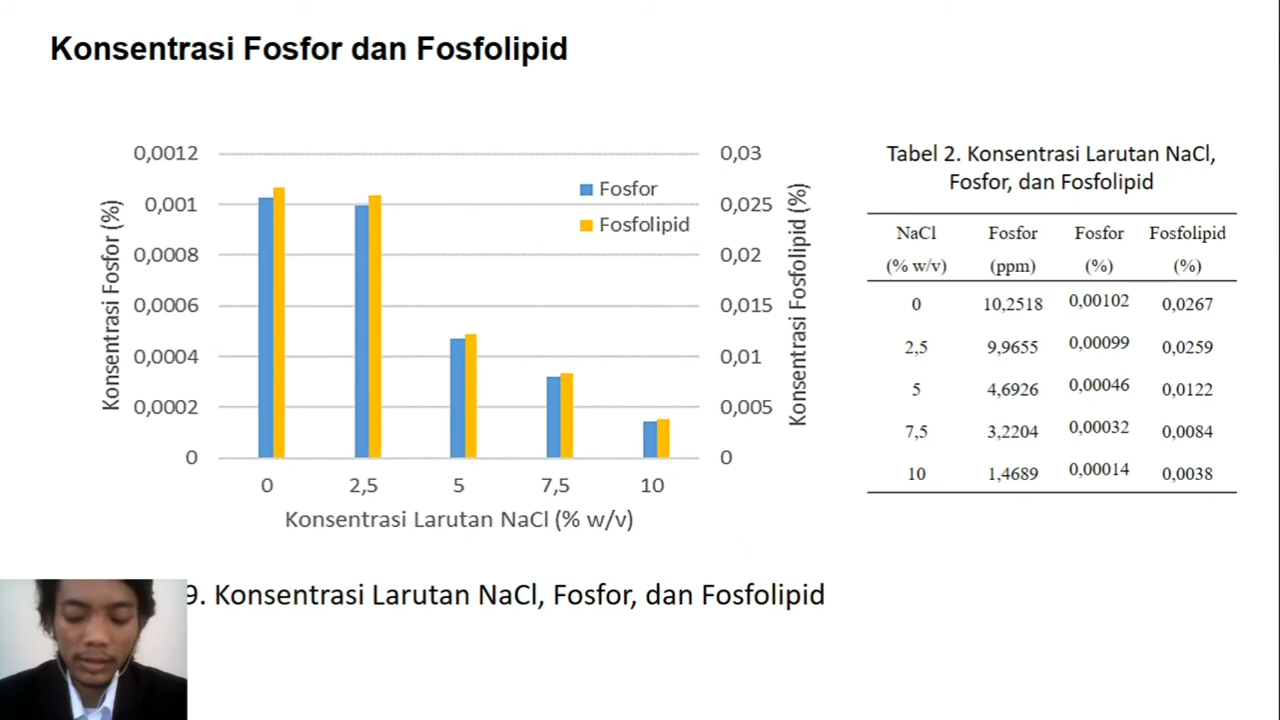 Konsentrasi Fosfor dan Fosfolipid
0,0012
0,001
0,0008
0,0006
0,0004
0,0002
0
Konsentrasi Fosfor (%)
Fosfor
Fosfolipid
0,03
0,025
0,02
0,015
0,01
0,005
0
Konsentrasi Fosfolipid (%)
0 2,5 5 7,5 10
Konsentrasi Larutan NaCl (% w/v)
9. Konsentrasi Larutan NaCl, Fosfor, dan Fosfolipid
Tabel 2. Konsentrasi Larutan NaCl,
Fosfor, dan Fosfolipid
NaCl Fosfor Fosfor Fosfolipid
(% w/v) (ppm) (%) (%)
0 10,2518 0,00102 0,0267
2,5 9,9655 0,00099 0,0259
5 4,6926 0,00046 0,0122
7,5 3,2204 0,00032 0,0084
10 1,4689 0,00014 0,0038